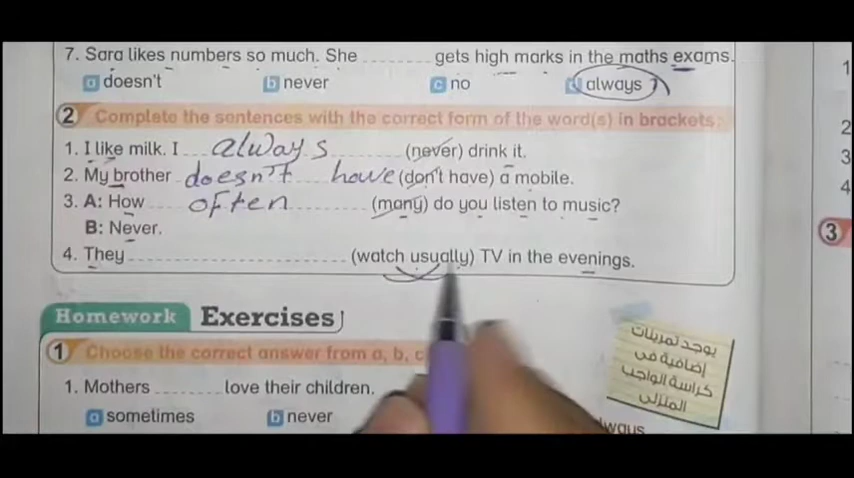 7. Sara likes numbers so much. She ________ gets high marks in the maths exams.
a doesn't b never c no d always
2 Complete the sentences with the correct form of the word(s) in brackets:
1. I like milk. I always (never) drink it.
2. My brother doesn't have (don't have) a mobile.
3. A: How often (many) do you listen to music?
B: Never.
4. They ________ (watch usually) TV in the evenings.
Homework Exercises
1 Choose the correct answer from a, b, c
1. Mothers ________ love their children.
a sometimes b never
يوجد تمرينات
إضافية في
كراسة الواجب
المنزلى
1
2
3
4
3